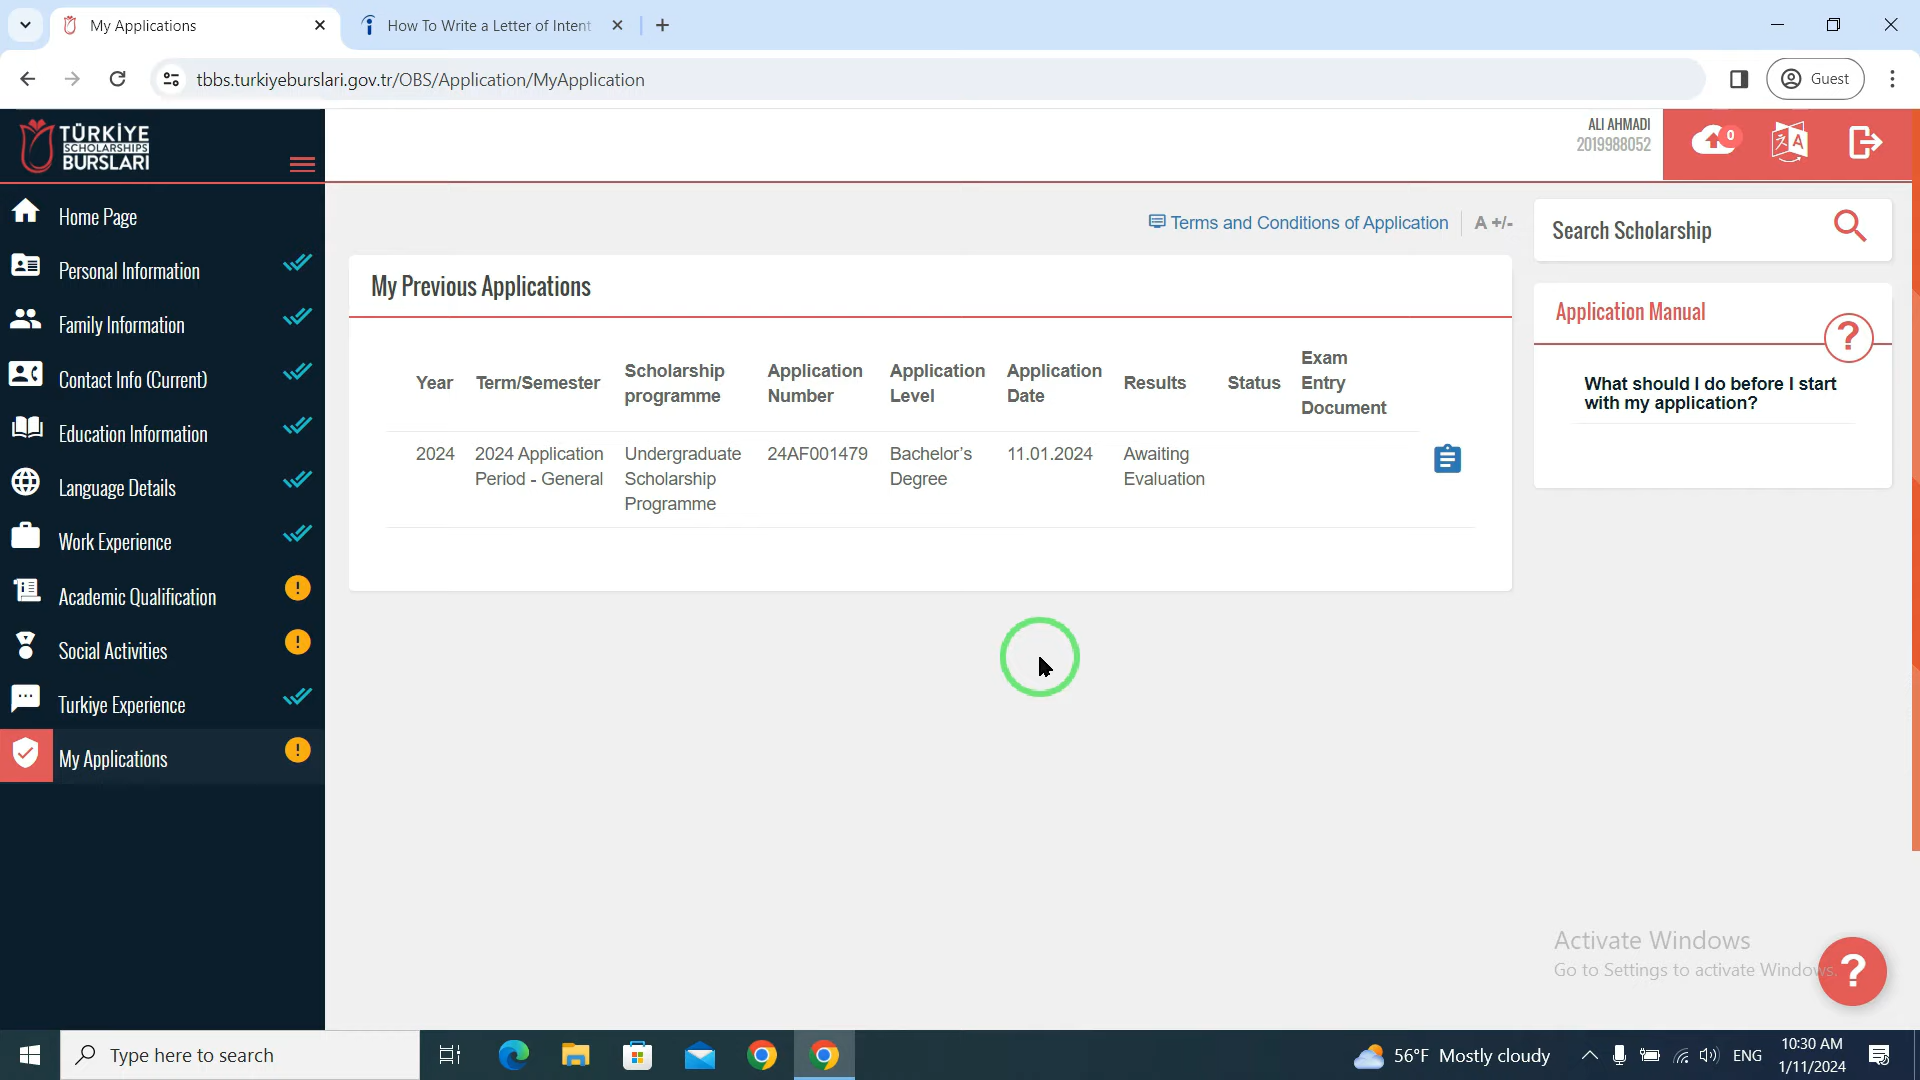 My Applications
How To Write a Letter of Intent
tbbs.turkiyeburslari.gov.tr/OBS/Application/MyApplication
Guest
TÜRKİYE
SCHOLARSHIPS
BURSLARI
ALI AHMADI
2019988052
0
Home Page
Personal Information
Family Information
Contact Info (Current)
Education Information
Language Details
Work Experience
Academic Qualification
Social Activities
Turkiye Experience
My Applications
Terms and Conditions of Application
A +/-
My Previous Applications
Year Term/Semester Scholarship programme Application Number Application Level Application Date Results Status Exam Entry Document
2024 2024 Application Period - General Undergraduate Scholarship Programme 24AF001479 Bachelor's Degree 11.01.2024 Awaiting Evaluation
Search Scholarship
Application Manual
?
What should I do before I start
with my application?
Activate Windows
Go to Settings to activate Windows.
?
Type here to search
56°F Mostly cloudy
ENG
10:30 AM
1/11/2024